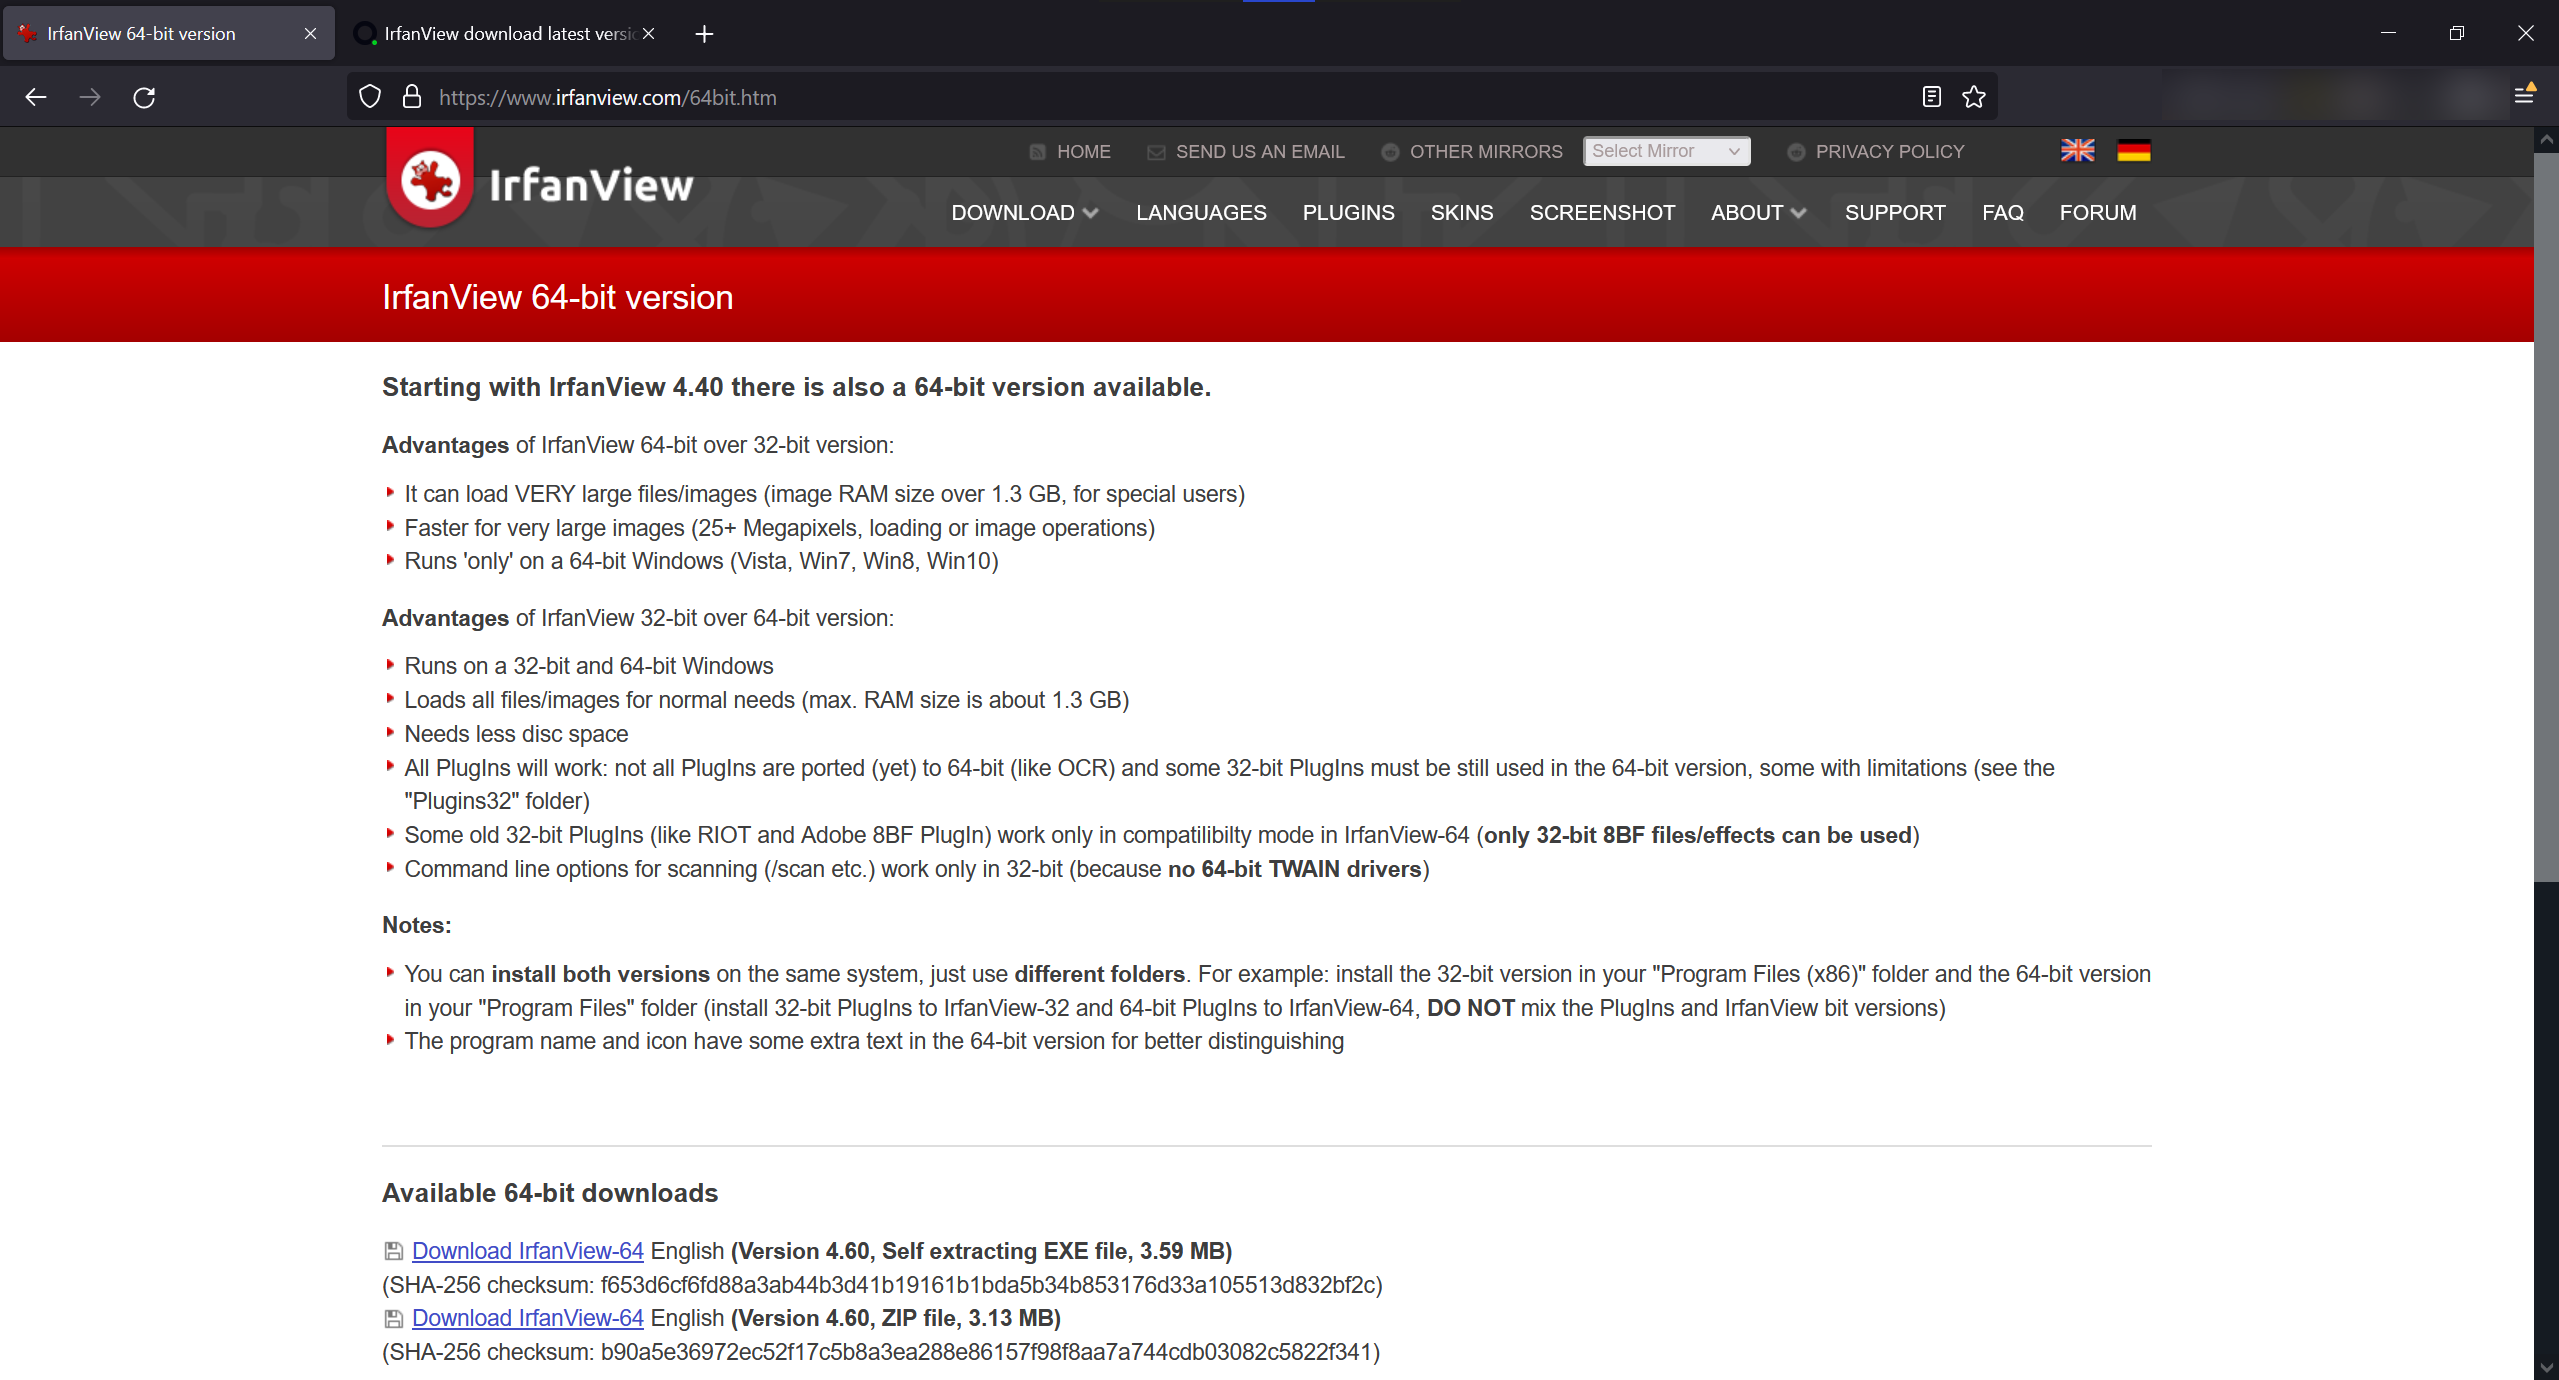 IrfanView 64-bit version
IrfanView download latest versio
https://www.irfanview.com/64bit.htm
HOME SEND US AN EMAIL OTHER MIRRORS Select Mirror PRIVACY POLICY
IrfanView
DOWNLOAD LANGUAGES PLUGINS SKINS SCREENSHOT ABOUT SUPPORT FAQ FORUM
IrfanView 64-bit version
Starting with IrfanView 4.40 there is also a 64-bit version available.
Advantages of IrfanView 64-bit over 32-bit version:
It can load VERY large files/images (image RAM size over 1.3 GB, for special users)
Faster for very large images (25+ Megapixels, loading or image operations)
Runs 'only' on a 64-bit Windows (Vista, Win7, Win8, Win10)
Advantages of IrfanView 32-bit over 64-bit version:
Runs on a 32-bit and 64-bit Windows
Loads all files/images for normal needs (max. RAM size is about 1.3 GB)
Needs less disc space
All PlugIns will work: not all PlugIns are ported (yet) to 64-bit (like OCR) and some 32-bit PlugIns must be still used in the 64-bit version, some with limitations (see the
"Plugins32" folder)
Some old 32-bit PlugIns (like RIOT and Adobe 8BF PlugIn) work only in compatilibilty mode in IrfanView-64 (only 32-bit 8BF files/effects can be used)
Command line options for scanning (/scan etc.) work only in 32-bit (because no 64-bit TWAIN drivers)
Notes:
You can install both versions on the same system, just use different folders. For example: install the 32-bit version in your "Program Files (x86)" folder and the 64-bit version
in your "Program Files" folder (install 32-bit PlugIns to IrfanView-32 and 64-bit PlugIns to IrfanView-64, DO NOT mix the PlugIns and IrfanView bit versions)
The program name and icon have some extra text in the 64-bit version for better distinguishing
Available 64-bit downloads
Download IrfanView-64 English (Version 4.60, Self extracting EXE file, 3.59 MB)
(SHA-256 checksum: f653d6cf6fd88a3ab44b3d41b19161b1bda5b34b853176d33a105513d832bf2c)
Download IrfanView-64 English (Version 4.60, ZIP file, 3.13 MB)
(SHA-256 checksum: b90a5e36972ec52f17c5b8a3ea288e86157f98f8aa7a744cdb03082c5822f341)